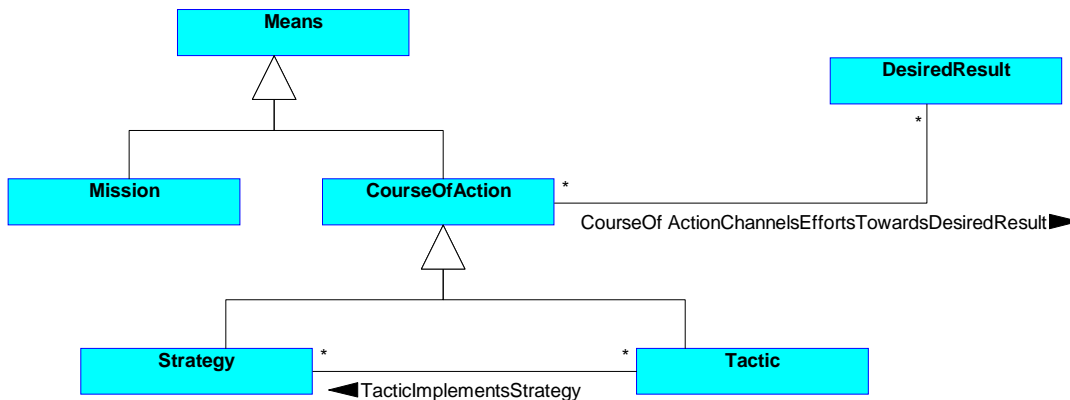 Means
DesiredResult
*
Mission
CourseOfAction
*
CourseOf ActionChannelsEffortsTowardsDesiredResult
Strategy
*
*
Tactic
TacticImplementsStrategy